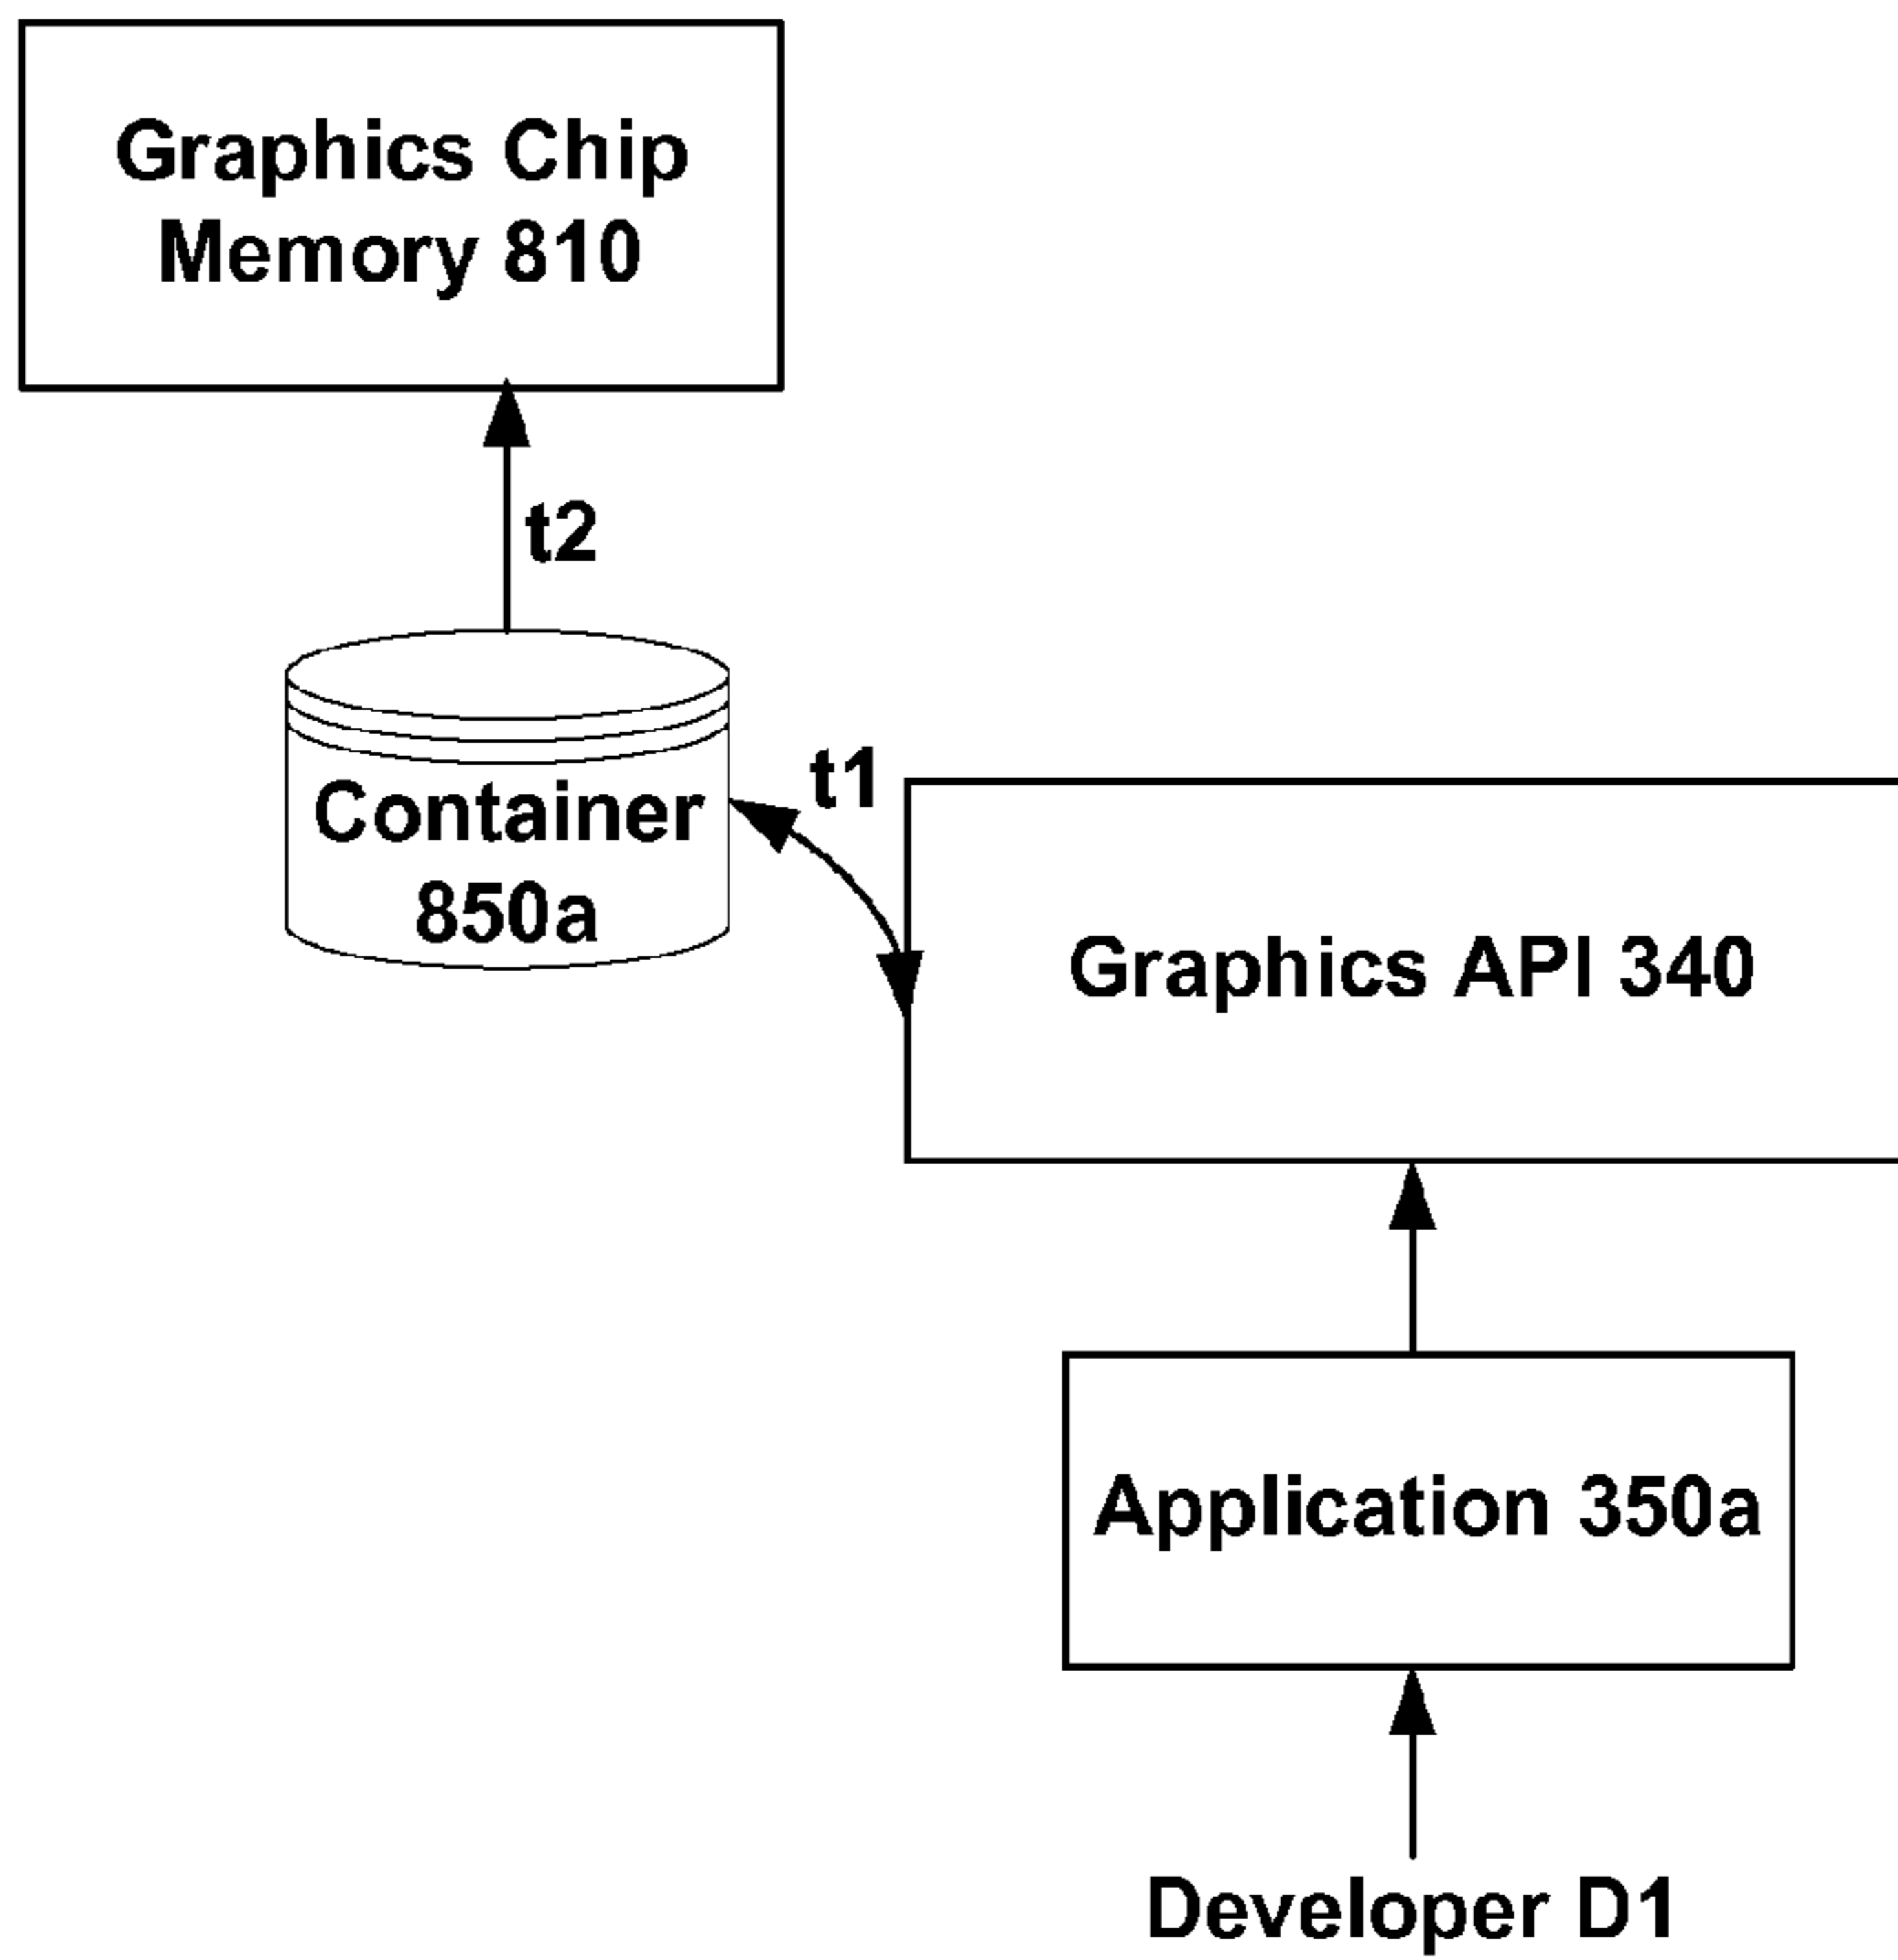 Graphics Chip
Memory 810
t2
t1
Container
850a
Graphics API 340
Application 350a
Developer D1